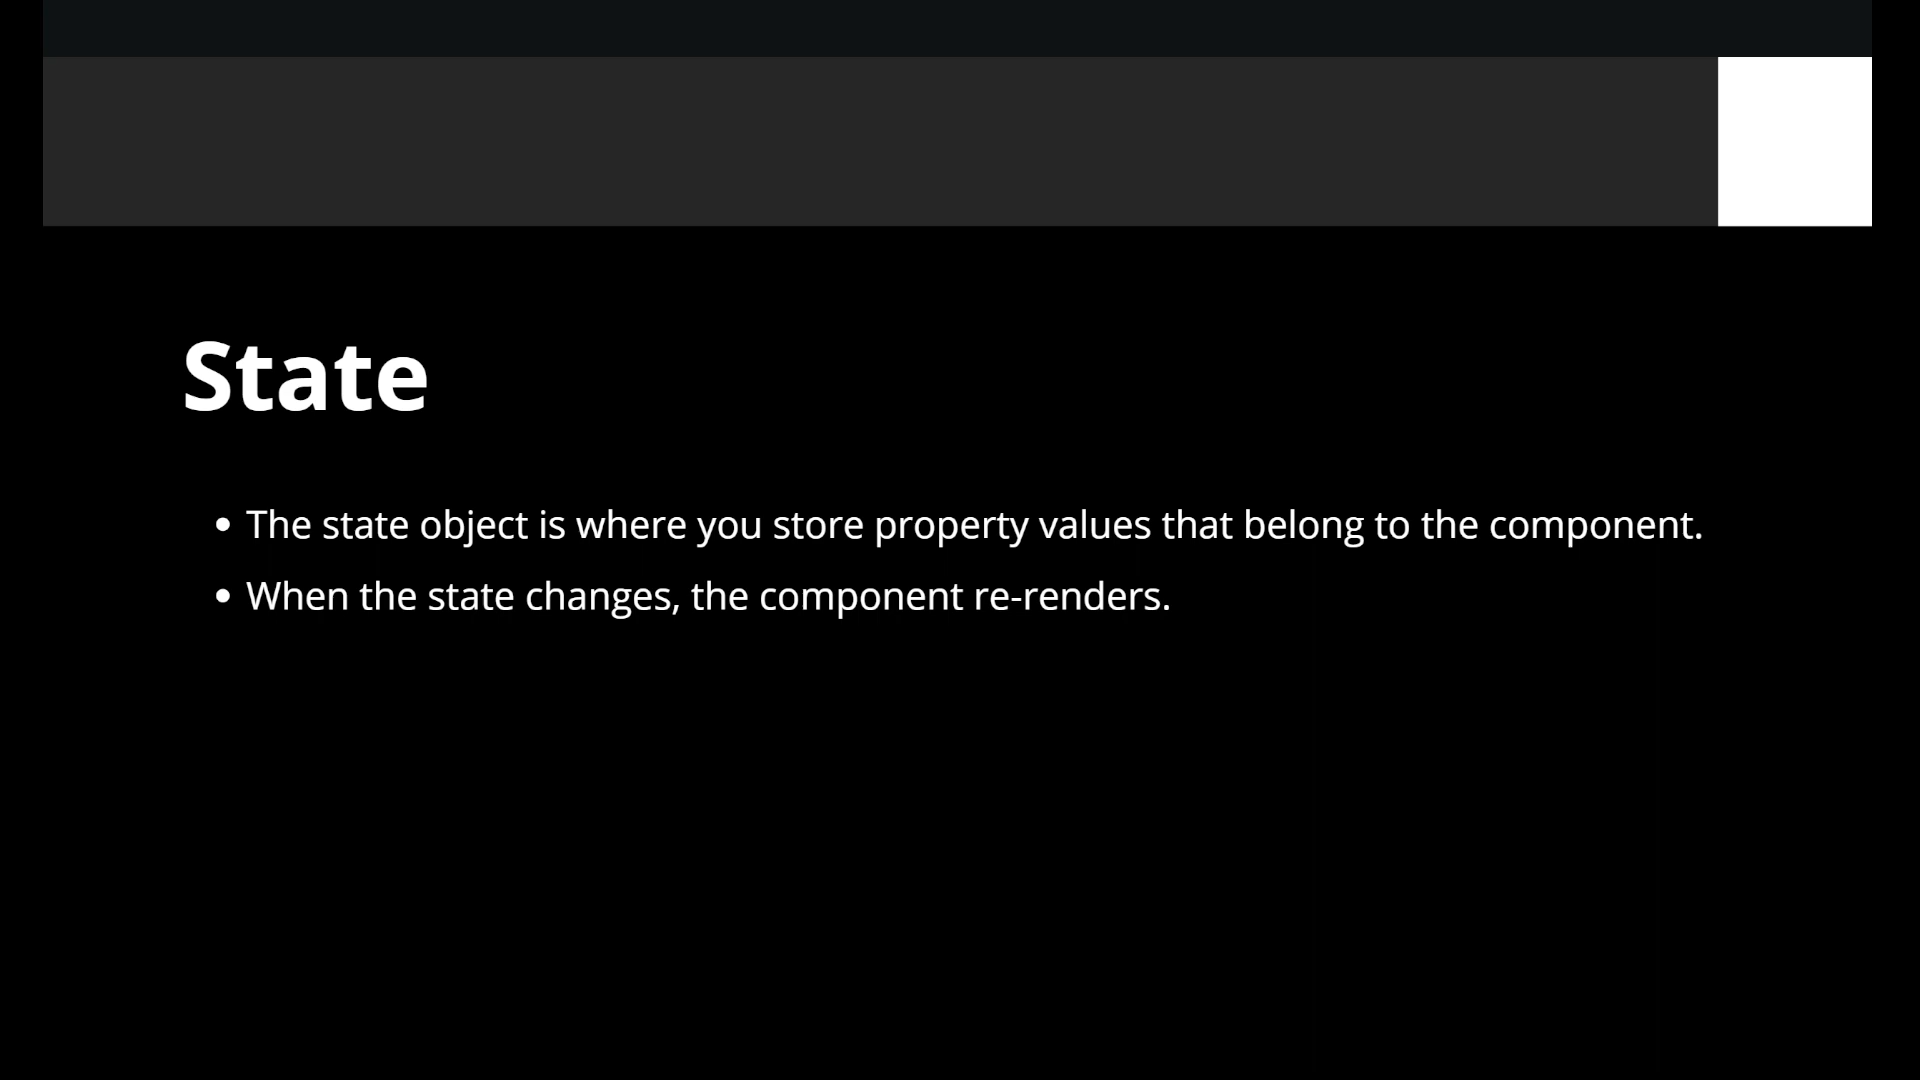 State
• The state object is where you store property values that belong to the component.
• When the state changes, the component re-renders.